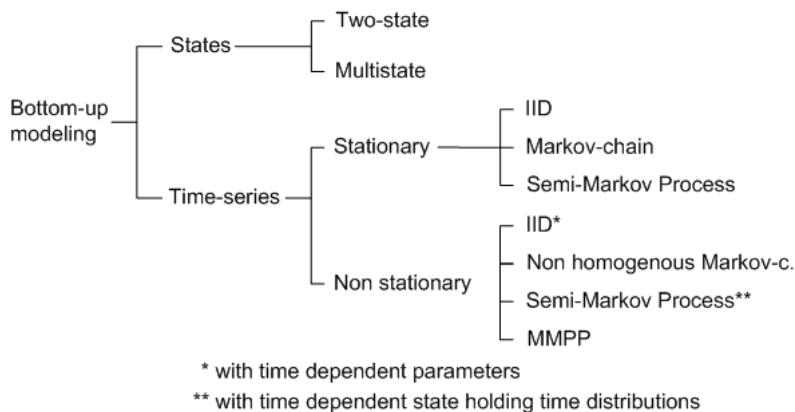 Bottom-up
modeling
States
Two-state
Multistate
Time-series
Stationary
IID
Markov-chain
Semi-Markov Process
Non stationary
IID*
Non homogenous Markov-c.
Semi-Markov Process**
MMPP
* with time dependent parameters
** with time dependent state holding time distributions